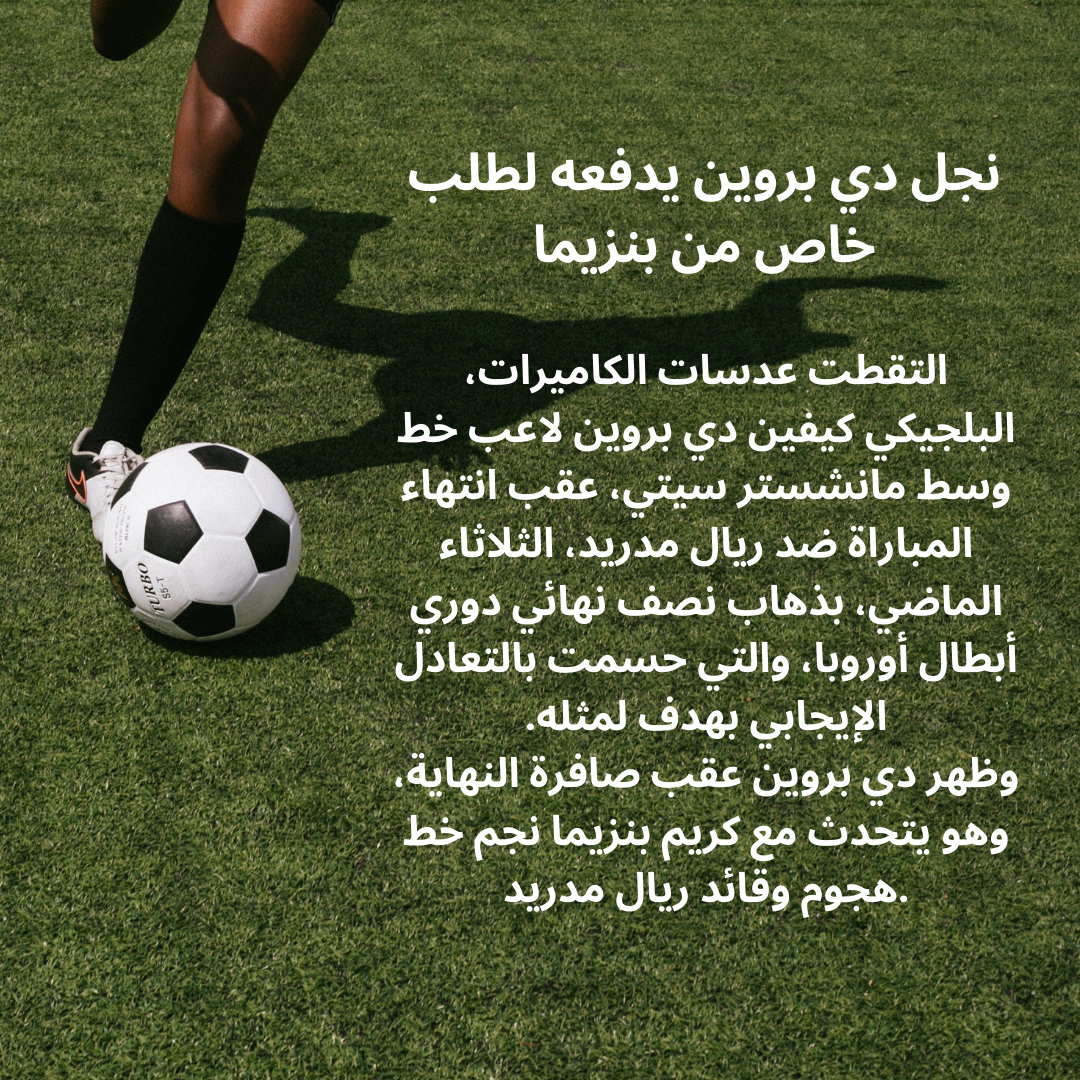 نجل دي بروين يدفعه لطلب
خاص من بنزيما
التقطت عدسات الكاميرات،
البلجيكي كيفين دي بروين لاعب خط
وسط مانشستر سيتي، عقب انتهاء
المباراة ضد ريال مدريد، الثلاثاء
الماضي، بذهاب نصف نهائي دوري
أبطال أوروبا، والتي حسمت بالتعادل
الإيجابي بهدف لمثله.
وظهر دي بروين عقب صافرة النهاية،
وهو يتحدث مع كريم بنزيما نجم خط
.هجوم وقائد ريال مدريد
TURBO
S5-T